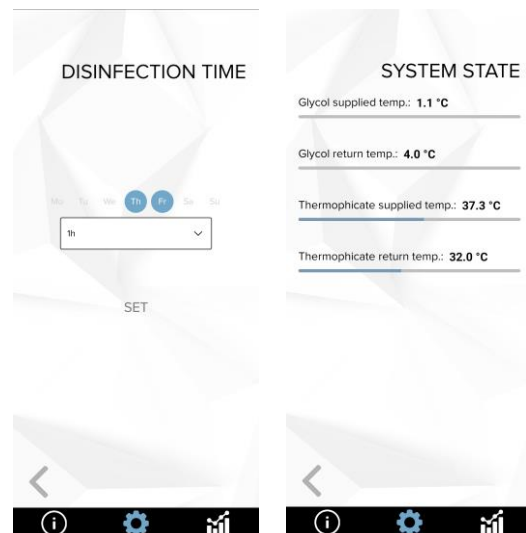 DISINFECTION TIME
Mo Tu We Th Fr Sa Su
1h
SET
SYSTEM STATE
Glycol supplied temp.: 1.1 °C
Glycol return temp.: 4.0 °C
Thermophicate supplied temp.: 37.3 °C
Thermophicate return temp.: 32.0 °C